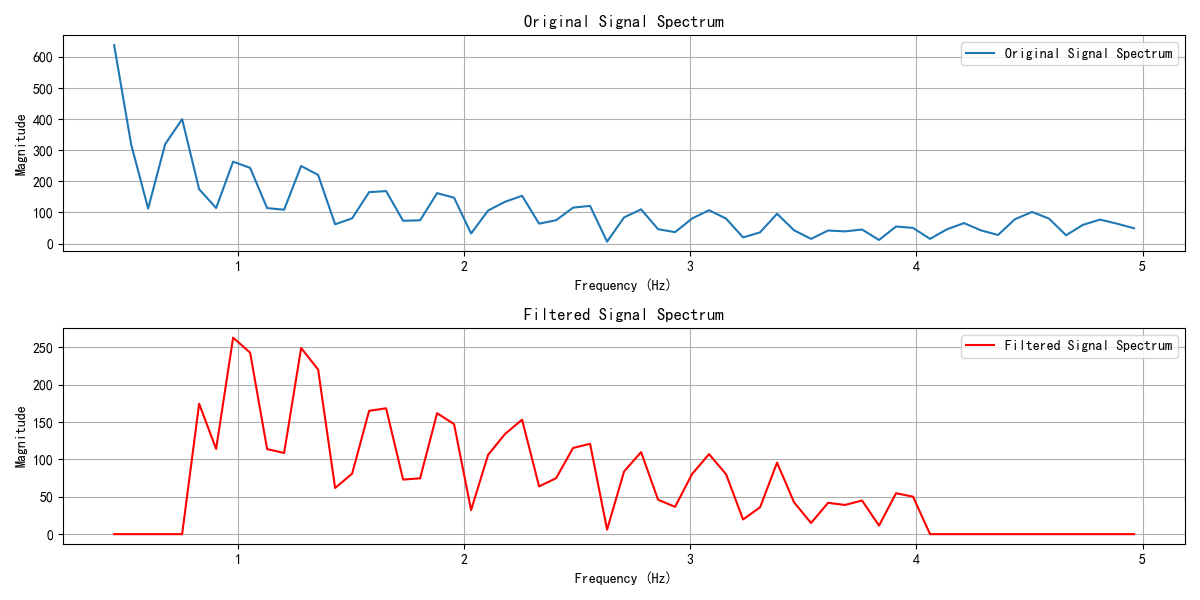 Original Signal Spectrum
600
500
400
300
200
100
0
Magnitude
Original Signal Spectrum
1 2 3 4 5
Frequency (Hz)
Filtered Signal Spectrum
250
200
150
100
50
0
Magnitude
Filtered Signal Spectrum
1 2 3 4 5
Frequency (Hz)